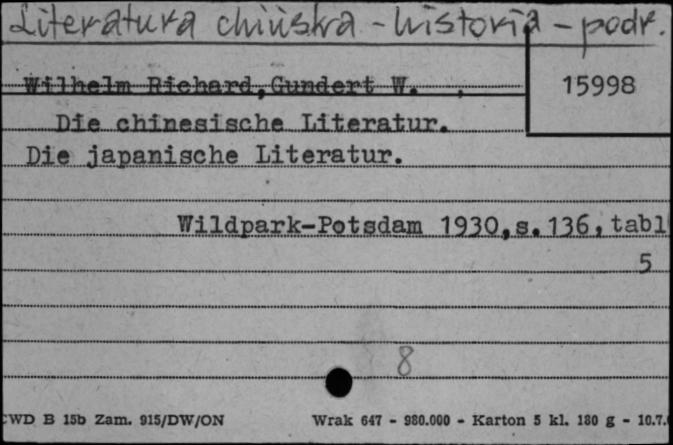 Literatura chińska - historia - podr.
15998
Wilhelm Richard, Gundert W. ,
Die chinesische Literatur.
Die japanische Literatur.
Wildpark-Potsdam 1930,s.136,tabl
5
8
CWD B 15b Zam. 915/DW/ON Wrak 647 - 980.000 - Karton 5 kl. 180 g - 10.7.